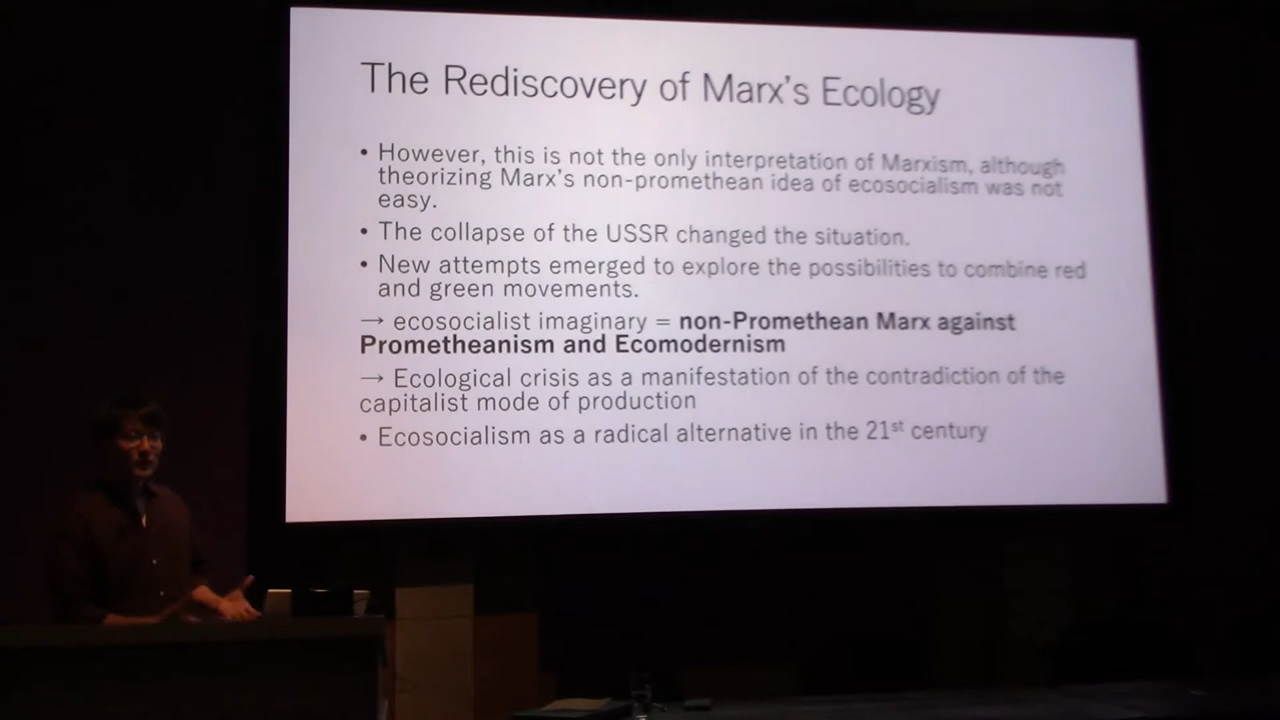 The Rediscovery of Marx's Ecology
• However, this is not the only interpretation of Marxism, although
theorizing Marx's non-promethean idea of ecosocialism was not
easy.
• The collapse of the USSR changed the situation.
• New attempts emerged to explore the possibilities to combine red
and green movements.
→ ecosocialist imaginary = non-Promethean Marx against
Prometheanism and Ecomodernism
→ Ecological crisis as a manifestation of the contradiction of the
capitalist mode of production
• Ecosocialism as a radical alternative in the 21st century